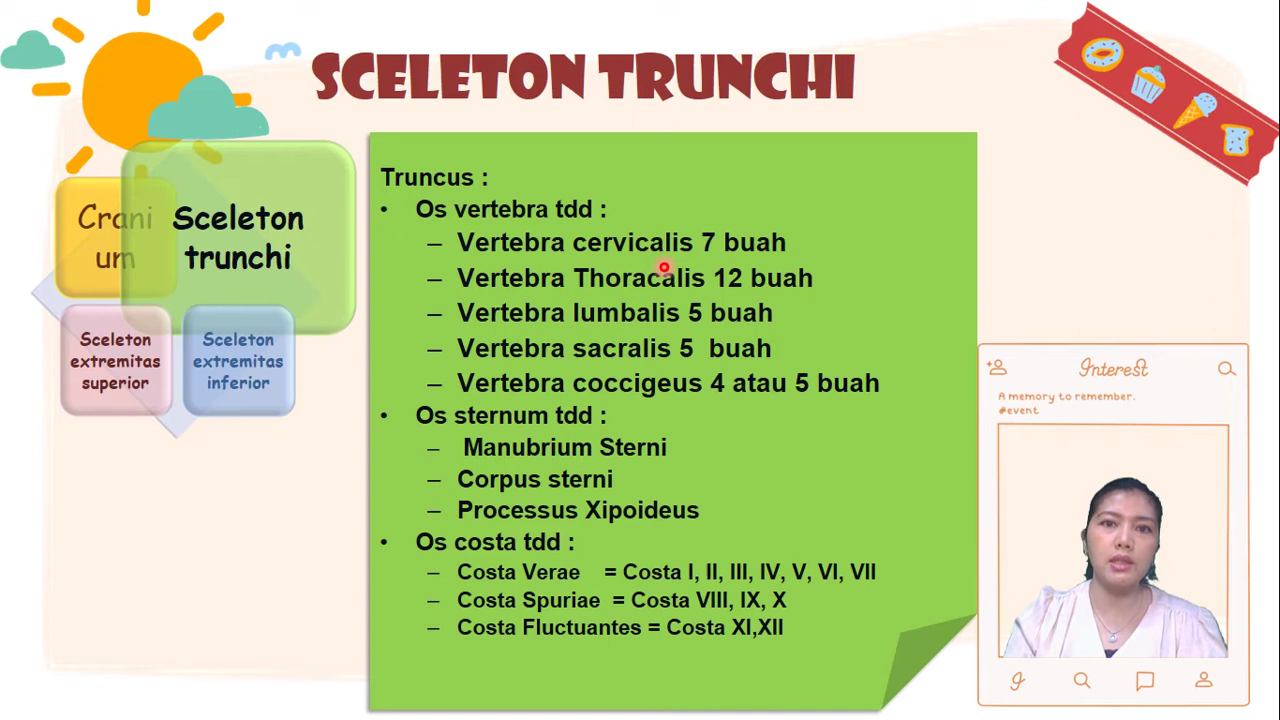 SCELETON TRUNCHI
Crani
um
Sceleton
trunchi
Sceleton
extremitas
superior
Sceleton
extremitas
inferior
Truncus :
• Os vertebra tdd :
– Vertebra cervicalis 7 buah
– Vertebra Thoracalis 12 buah
– Vertebra lumbalis 5 buah
– Vertebra sacralis 5 buah
– Vertebra coccigeus 4 atau 5 buah
• Os sternum tdd :
– Manubrium Sterni
– Corpus sterni
– Processus Xipoideus
• Os costa tdd :
– Costa Verae = Costa I, II, III, IV, V, VI, VII
– Costa Spuriae = Costa VIII, IX, X
– Costa Fluctuantes = Costa XI,XII
Interest
A memory to remember.
#event